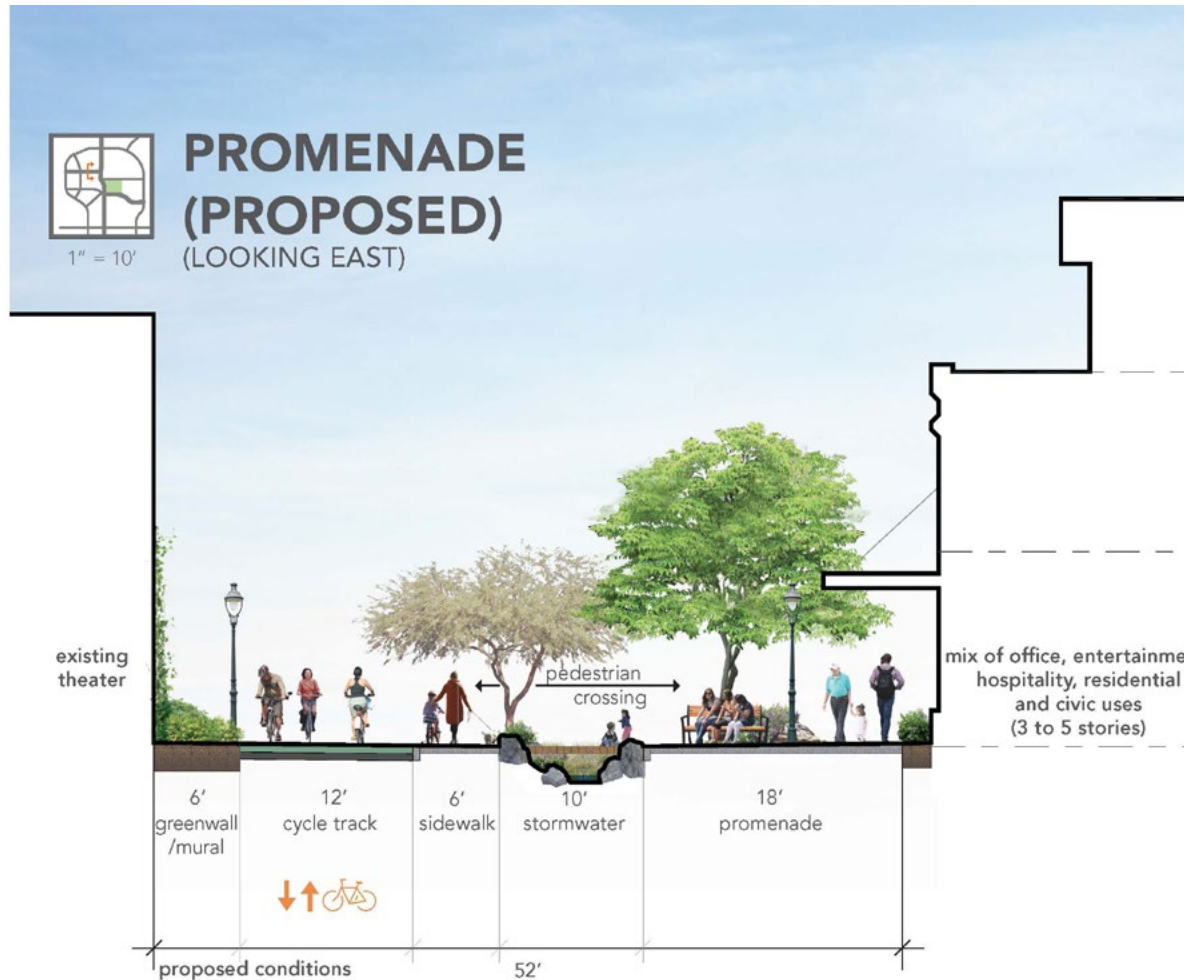 PROMENADE
(PROPOSED)
(LOOKING EAST)
1" = 10'
existing
theater
pedestrian
crossing
mix of office, entertainme
hospitality, residential
and civic uses
(3 to 5 stories)
6'
greenwall
/mural
12'
cycle track
6'
sidewalk
10'
stormwater
18'
promenade
proposed conditions
52'